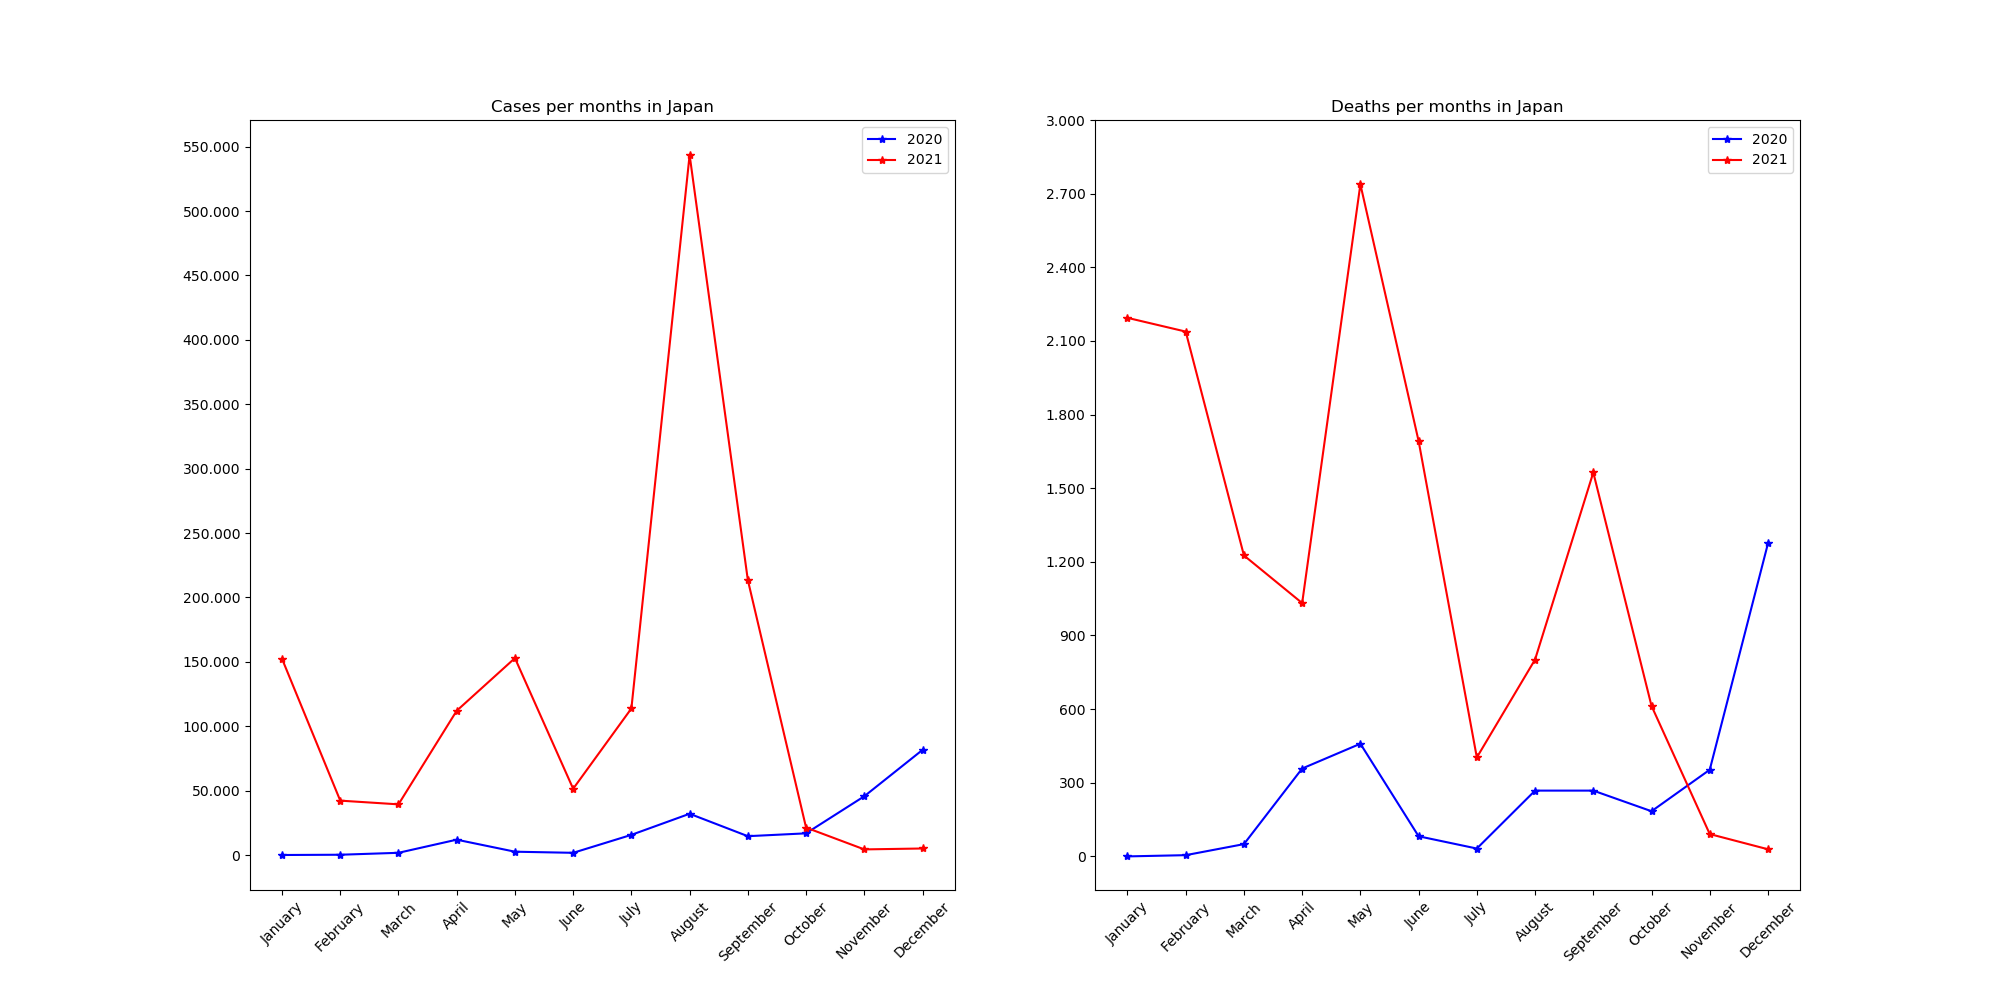 Cases per months in Japan
2020
2021
550.000
500.000
450.000
400.000
350.000
300.000
250.000
200.000
150.000
100.000
50.000
0
January
February
March
April
May
June
July
August
September
October
November
December
Deaths per months in Japan
2020
2021
3.000
2.700
2.400
2.100
1.800
1.500
1.200
900
600
300
0
January
February
March
April
May
June
July
August
September
October
November
December